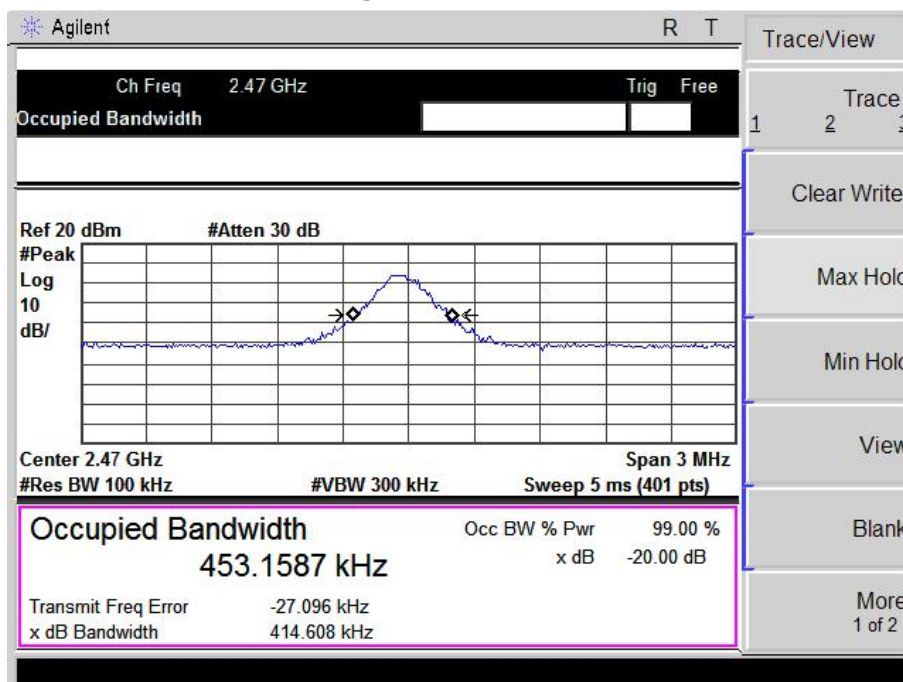 Agilent R T
Trace/View
Ch Freq 2.47 GHz Trig Free
Occupied Bandwidth
Trace
1 2
Clear Write
Ref 20 dBm #Atten 30 dB
#Peak
Log
10
dB/
Max Hold
Min Hold
View
Center 2.47 GHz Span 3 MHz
#Res BW 100 kHz #VBW 300 kHz Sweep 5 ms (401 pts)
Blank
Occupied Bandwidth Occ BW % Pwr 99.00 %
453.1587 kHz x dB -20.00 dB
Transmit Freq Error -27.096 kHz
x dB Bandwidth 414.608 kHz
More
1 of 2